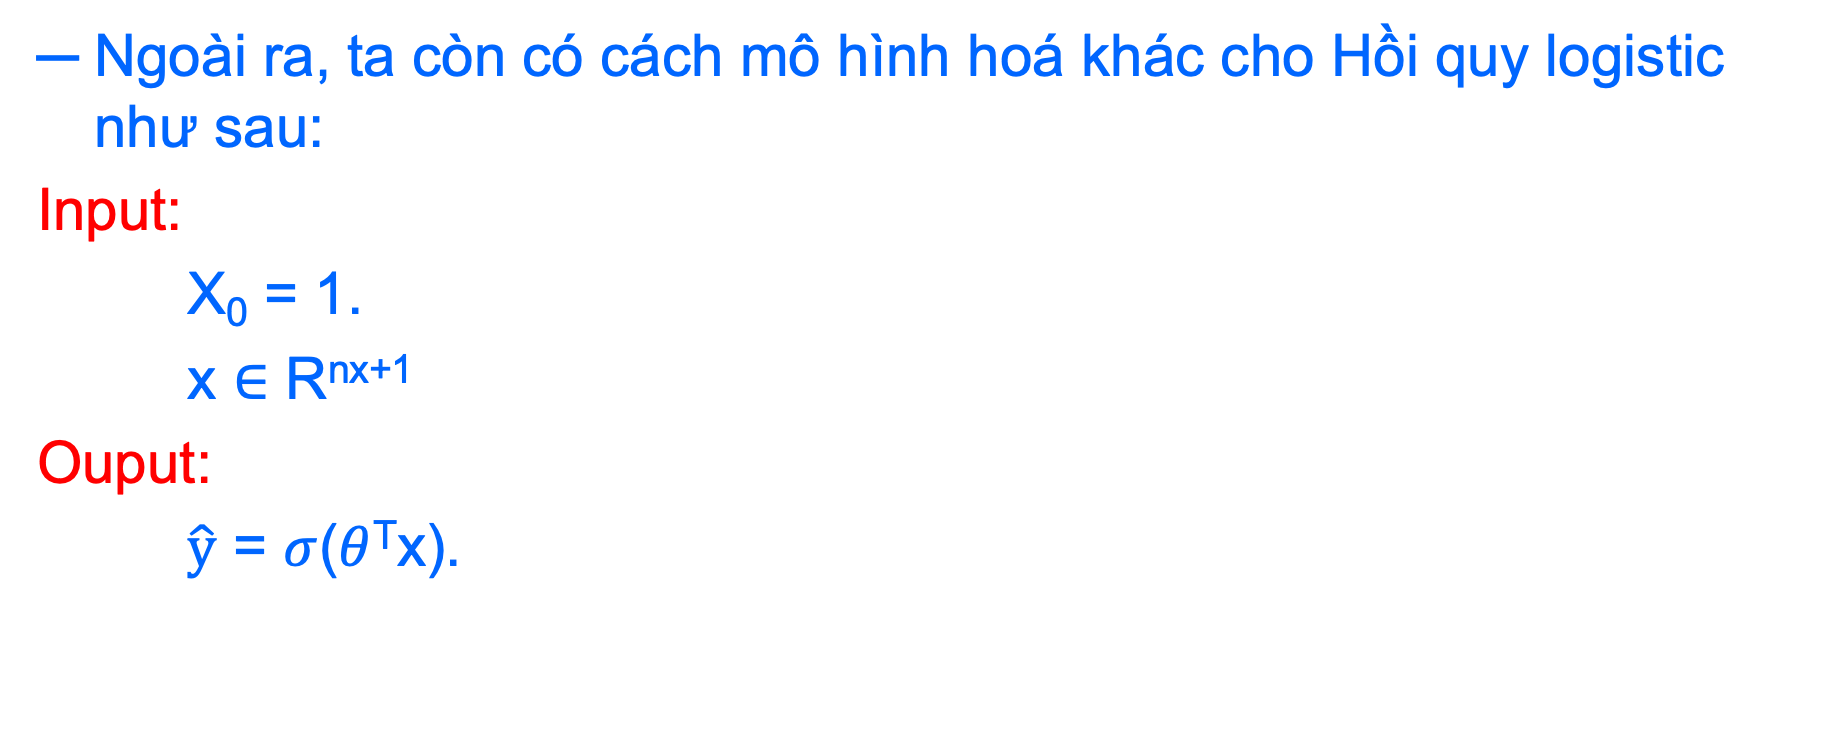 — Ngoài ra, ta còn có cách mô hình hoá khác cho Hồi quy logistic
như sau:
Input:
X₀ = 1.
x ∈ Rⁿˣ⁺¹
Ouput:
ŷ = 𝜎(𝜃ᵀx).